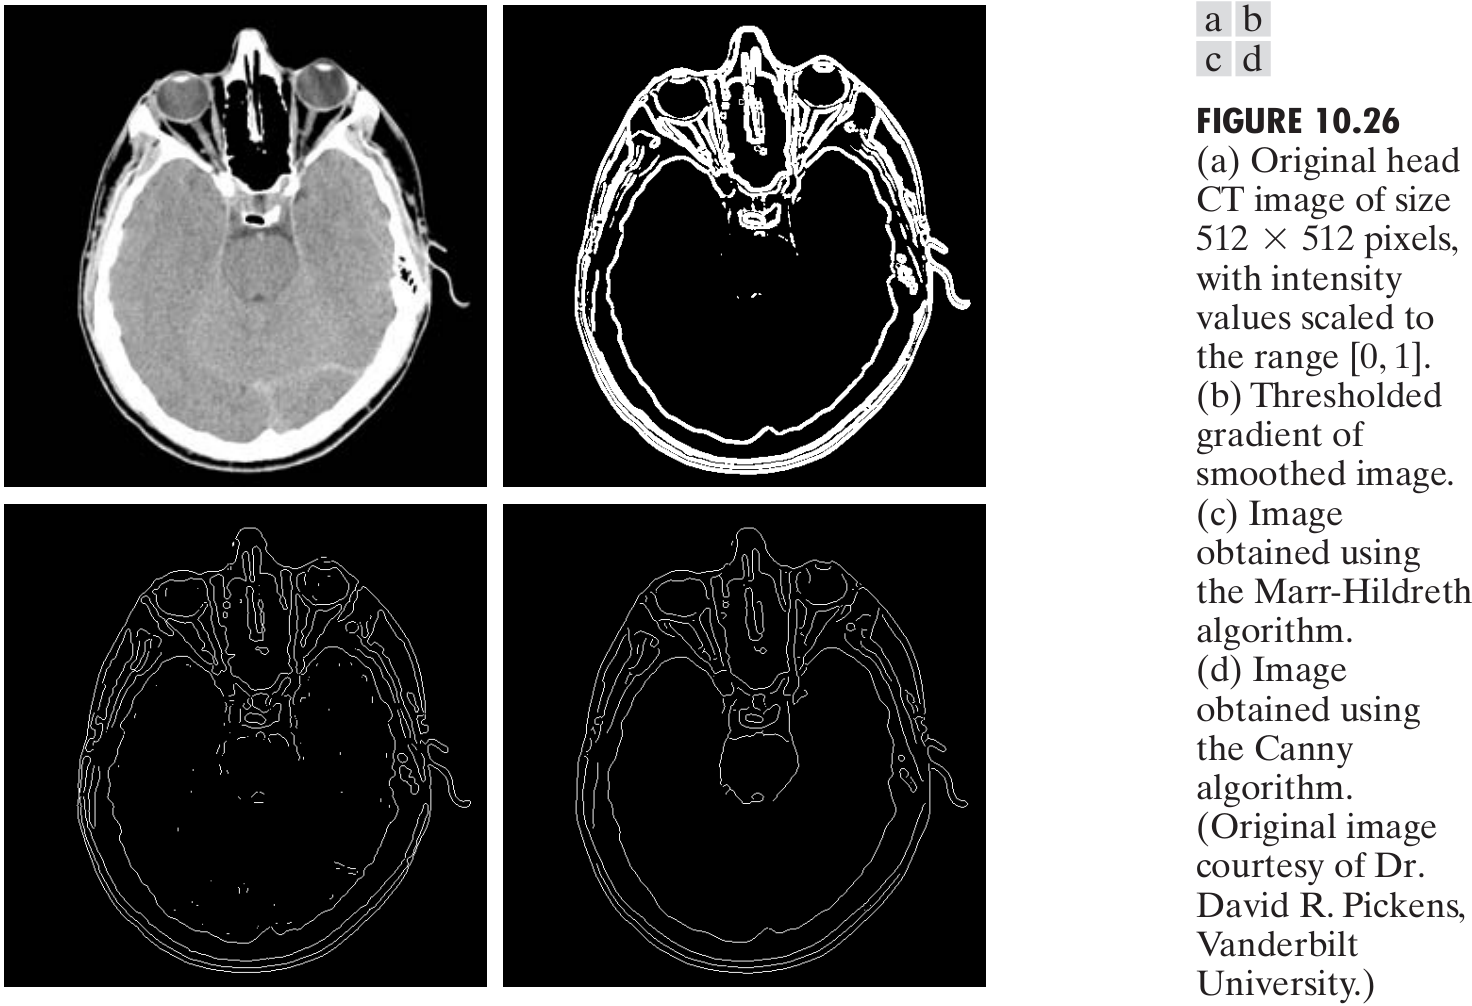 a b
c d
FIGURE 10.26
(a) Original head
CT image of size
512 × 512 pixels,
with intensity
values scaled to
the range [0, 1].
(b) Thresholded
gradient of
smoothed image.
(c) Image
obtained using
the Marr-Hildreth
algorithm.
(d) Image
obtained using
the Canny
algorithm.
(Original image
courtesy of Dr.
David R. Pickens,
Vanderbilt
University.)